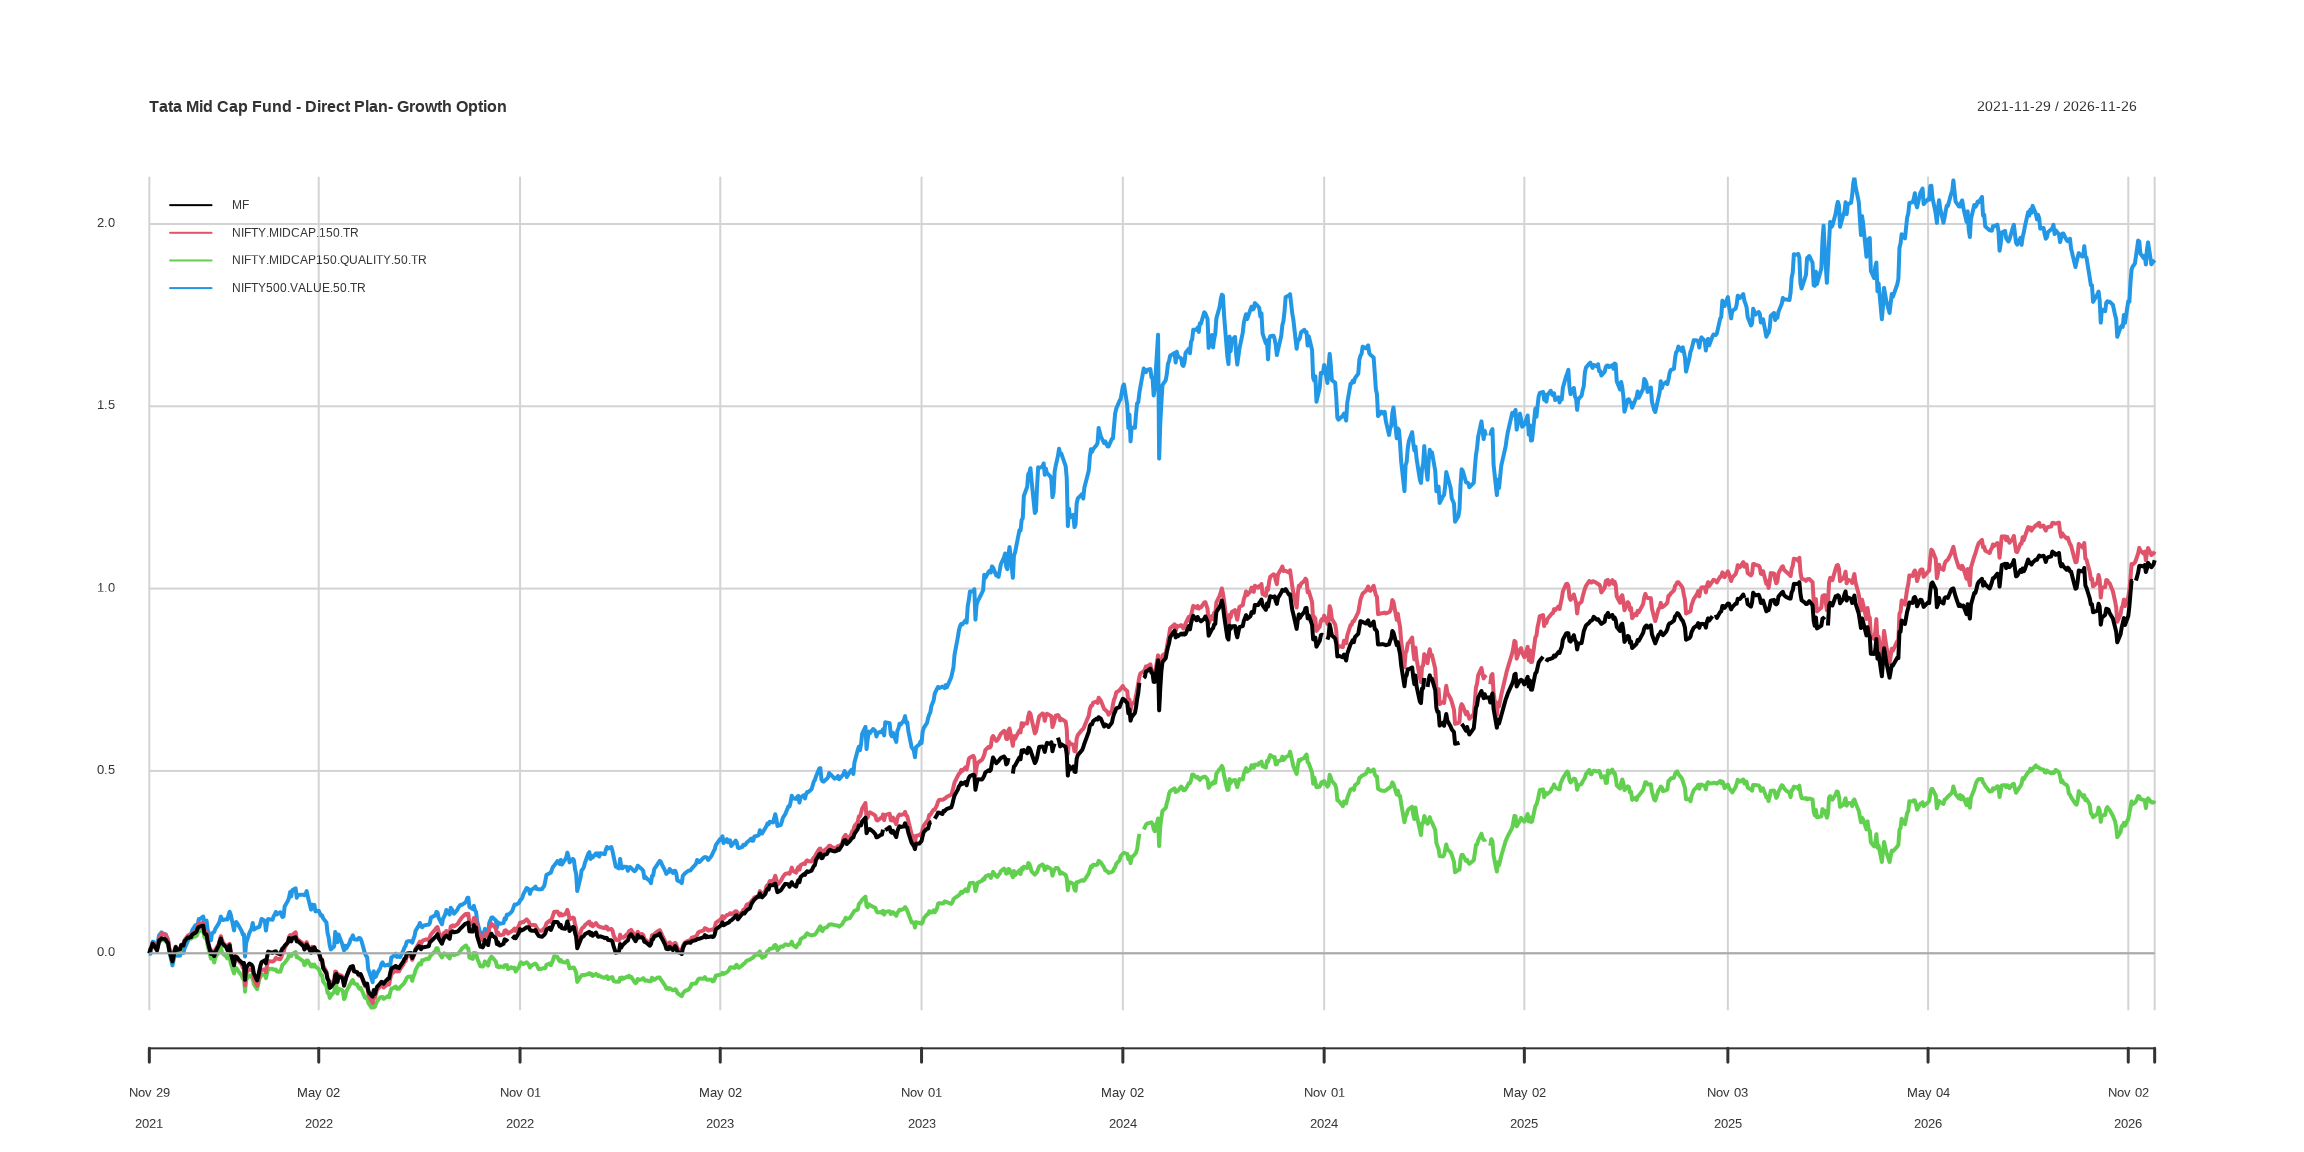 Tata Mid Cap Fund - Direct Plan- Growth Option
2021-11-29 / 2026-11-26
MF
NIFTY.MIDCAP.150.TR
NIFTY.MIDCAP150.QUALITY.50.TR
NIFTY500.VALUE.50.TR
2.0
1.5
1.0
0.5
0.0
Nov 29 May 02 Nov 01 May 02 Nov 01 May 02 Nov 01 May 02 Nov 03 May 04 Nov 02
2021 2022 2022 2023 2023 2024 2024 2025 2025 2026 2026